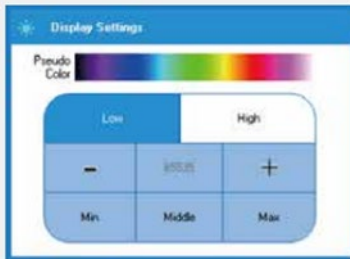 Display Settings
Pseudo
Color
Low High
- +
Min Middle Max